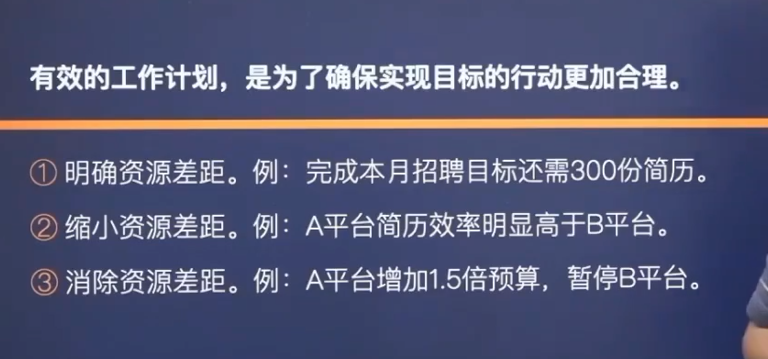 有效的工作计划，是为了确保实现目标的行动更加合理。
① 明确资源差距。例：完成本月招聘目标还需300份简历。
② 缩小资源差距。例：A平台简历效率明显高于B平台。
③ 消除资源差距。例：A平台增加1.5倍预算，暂停B平台。